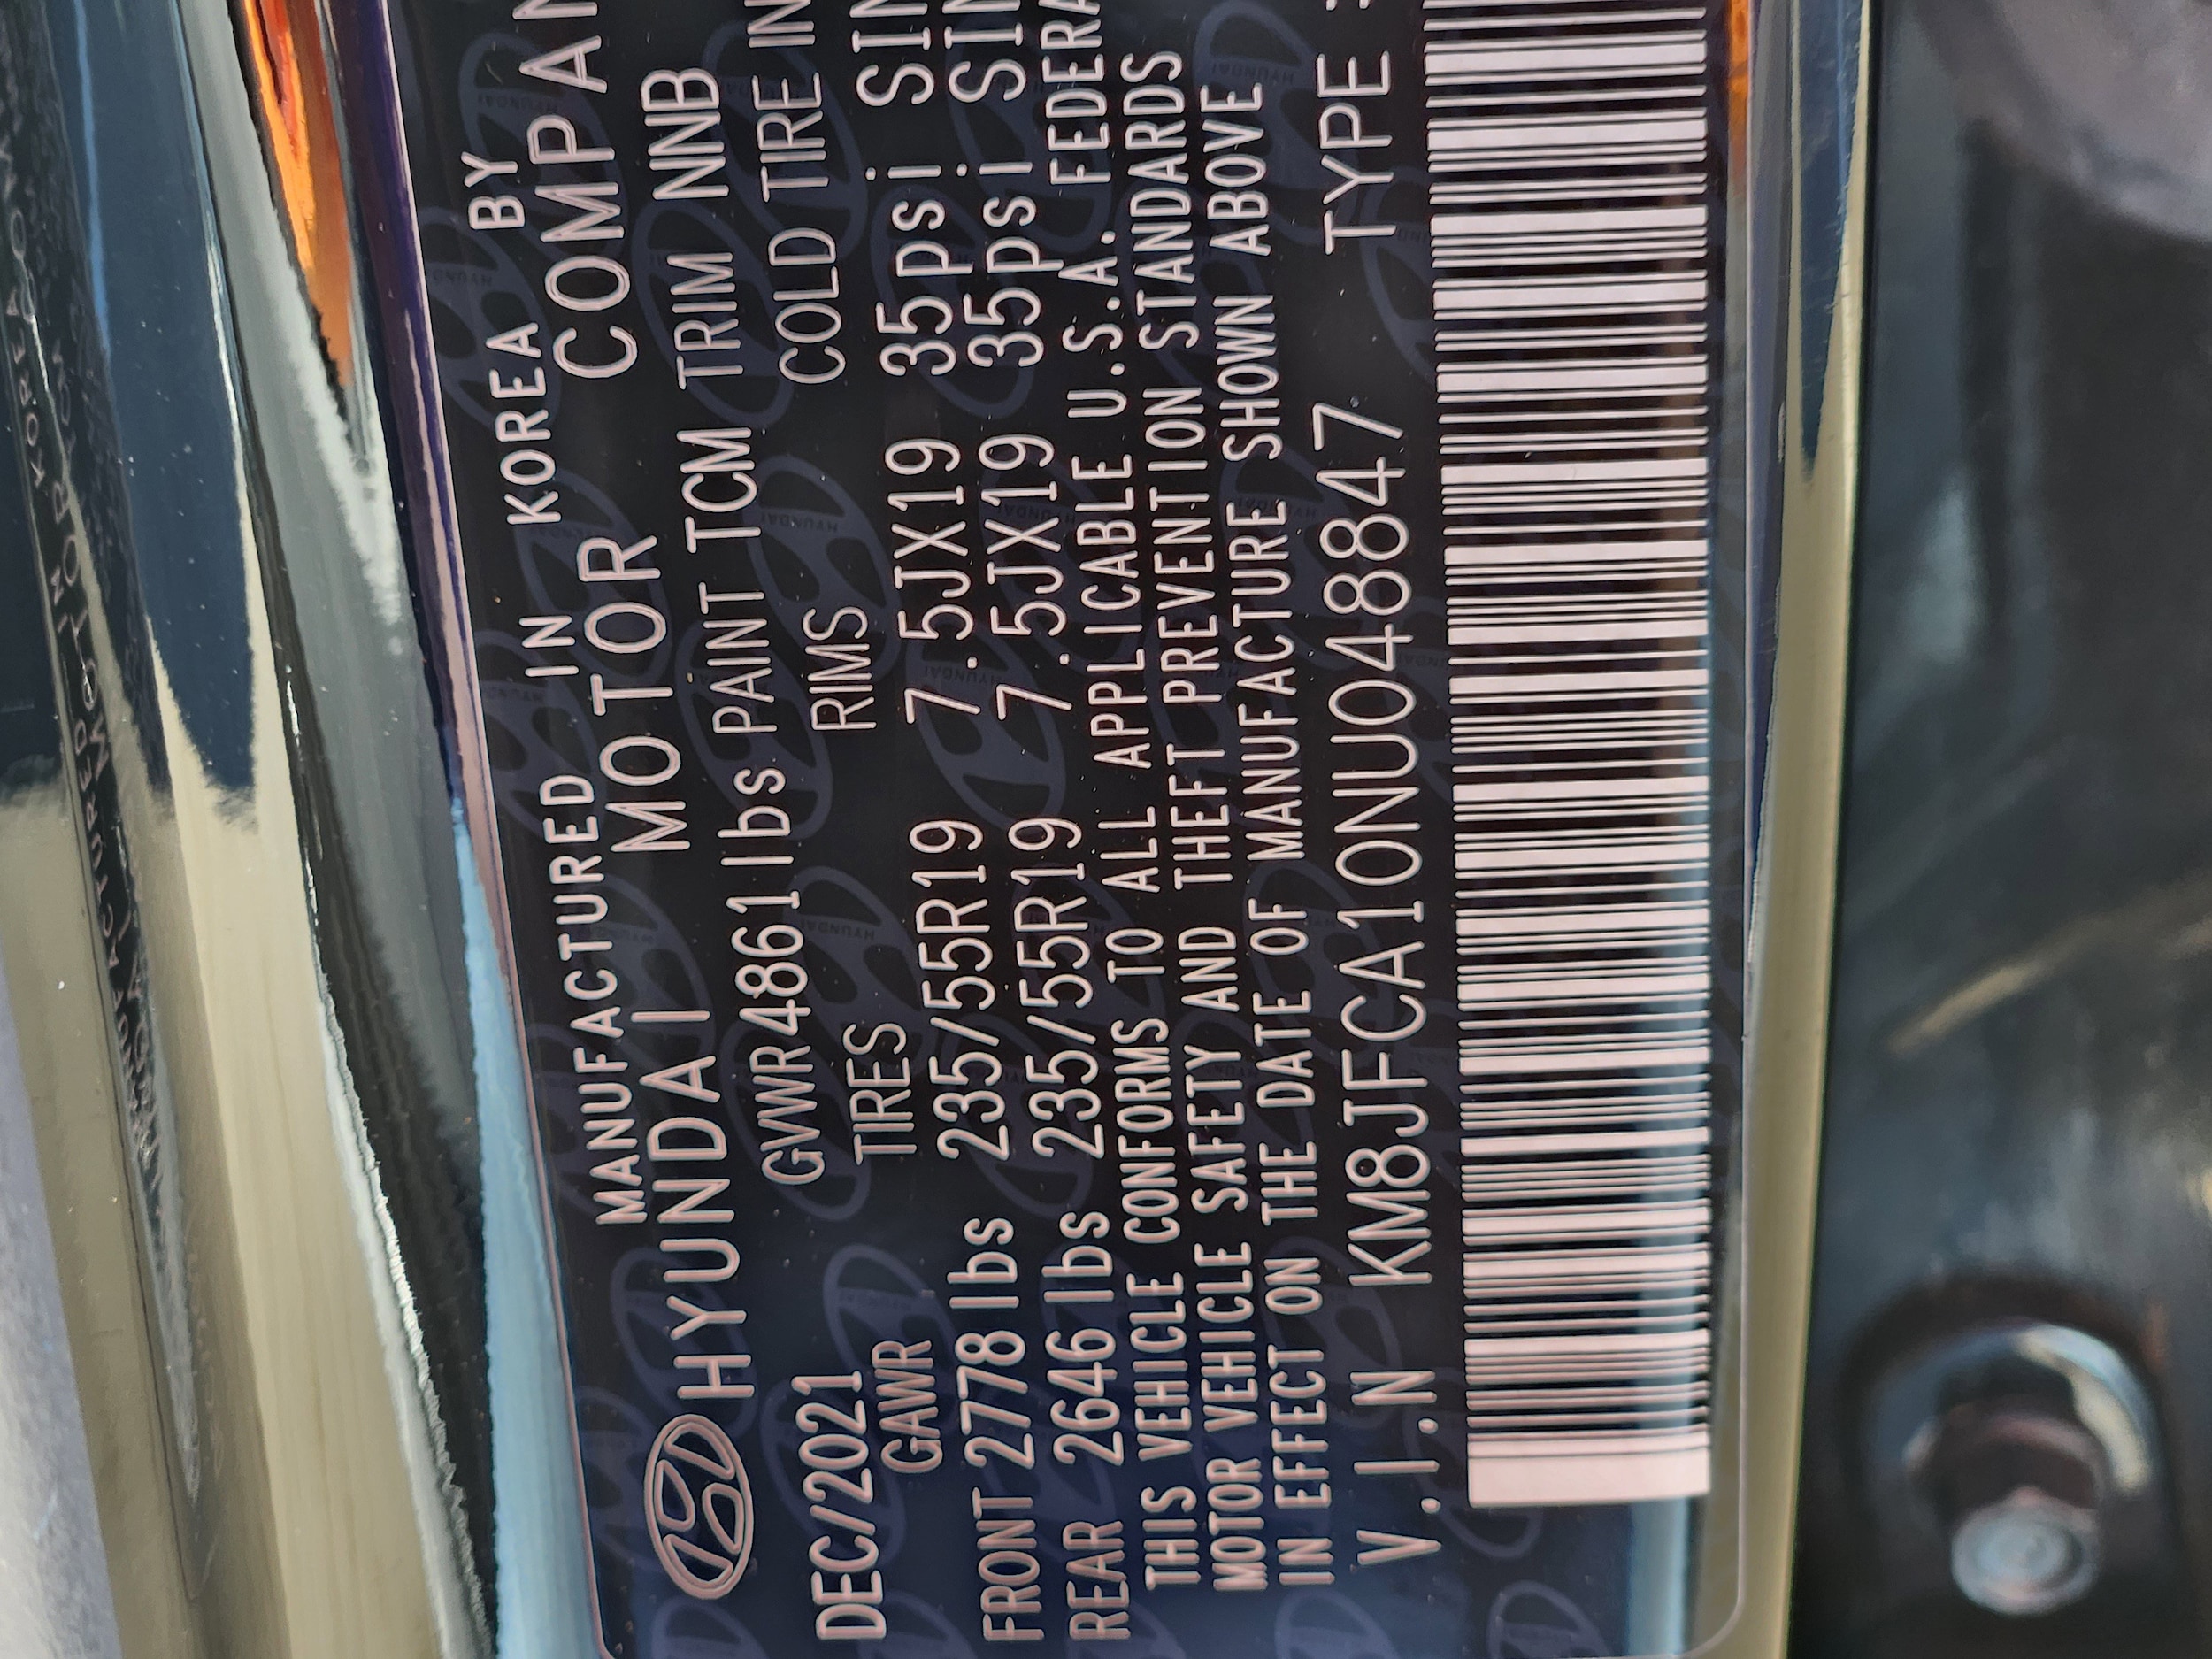 MANUFACTURED IN KOREA BY
HYUNDAI MOTOR COMPAN
DEC/2021 GVWR 4861 lbs PAINT TCM TRIM NNB
GAWR TIRES RIMS COLD TIRE IN
FRONT 2778 lbs 235/55R19 7.5JX19 35psi SIN
REAR 2646 lbs 235/55R19 7.5JX19 35psi SIN
THIS VEHICLE CONFORMS TO ALL APPLICABLE U.S.A. FEDERA
MOTOR VEHICLE SAFETY AND THEFT PREVENTION STANDARDS
IN EFFECT ON THE DATE OF MANUFACTURE SHOWN ABOVE
V.I.N KM8JFCA10NU048847 TYPE :